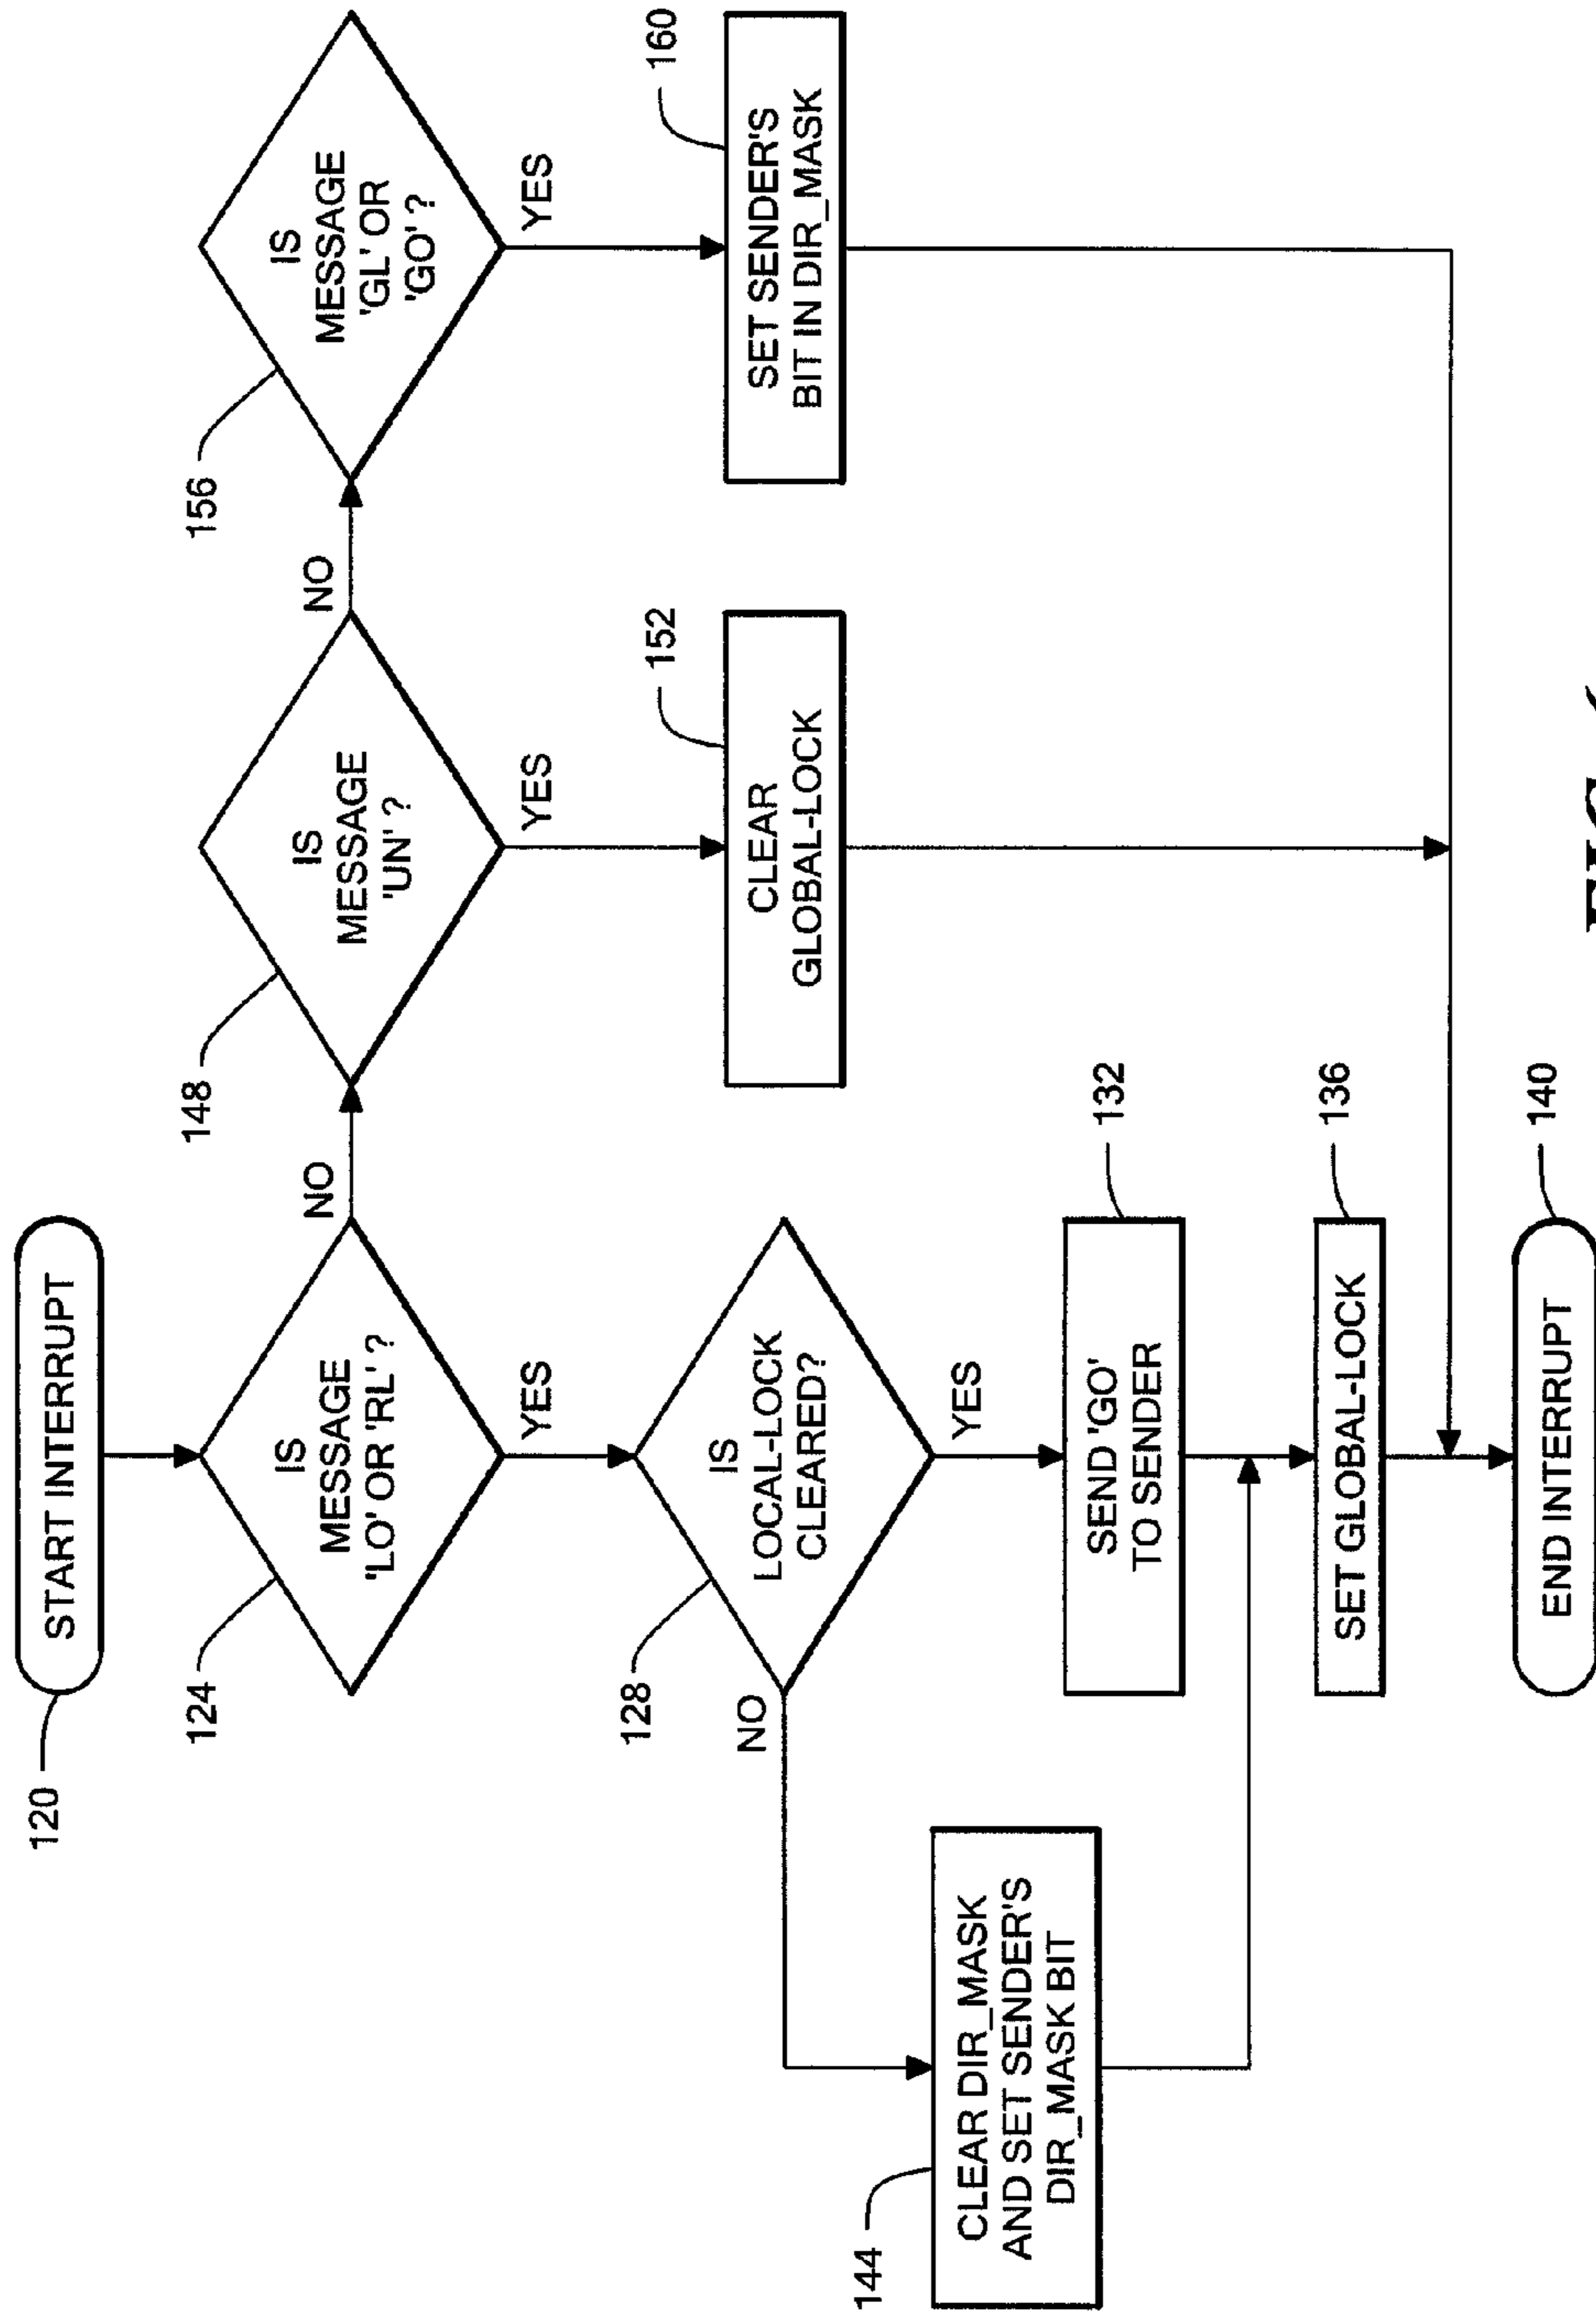 120
START INTERRUPT
124
IS
MESSAGE
'LO' OR 'RL' ?
NO
YES
148
IS
MESSAGE
'UN' ?
NO
YES
156
IS
MESSAGE
'GL' OR
'GO' ?
YES
128
IS
LOCAL-LOCK
CLEARED?
NO
YES
152
CLEAR
GLOBAL-LOCK
160
SET SENDER'S
BIT IN DIR_MASK
144
CLEAR DIR_MASK
AND SET SENDER'S
DIR_MASK BIT
132
SEND 'GO'
TO SENDER
136
SET GLOBAL-LOCK
140
END INTERRUPT